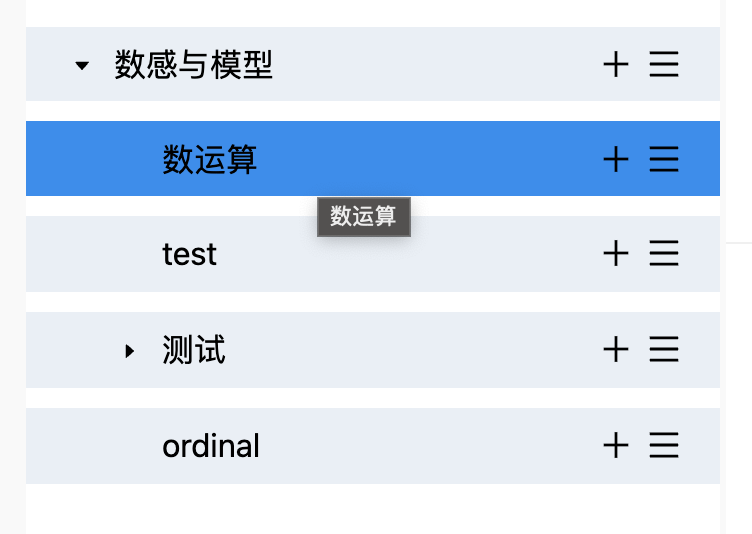 数感与模型
数运算
数运算
test
测试
ordinal